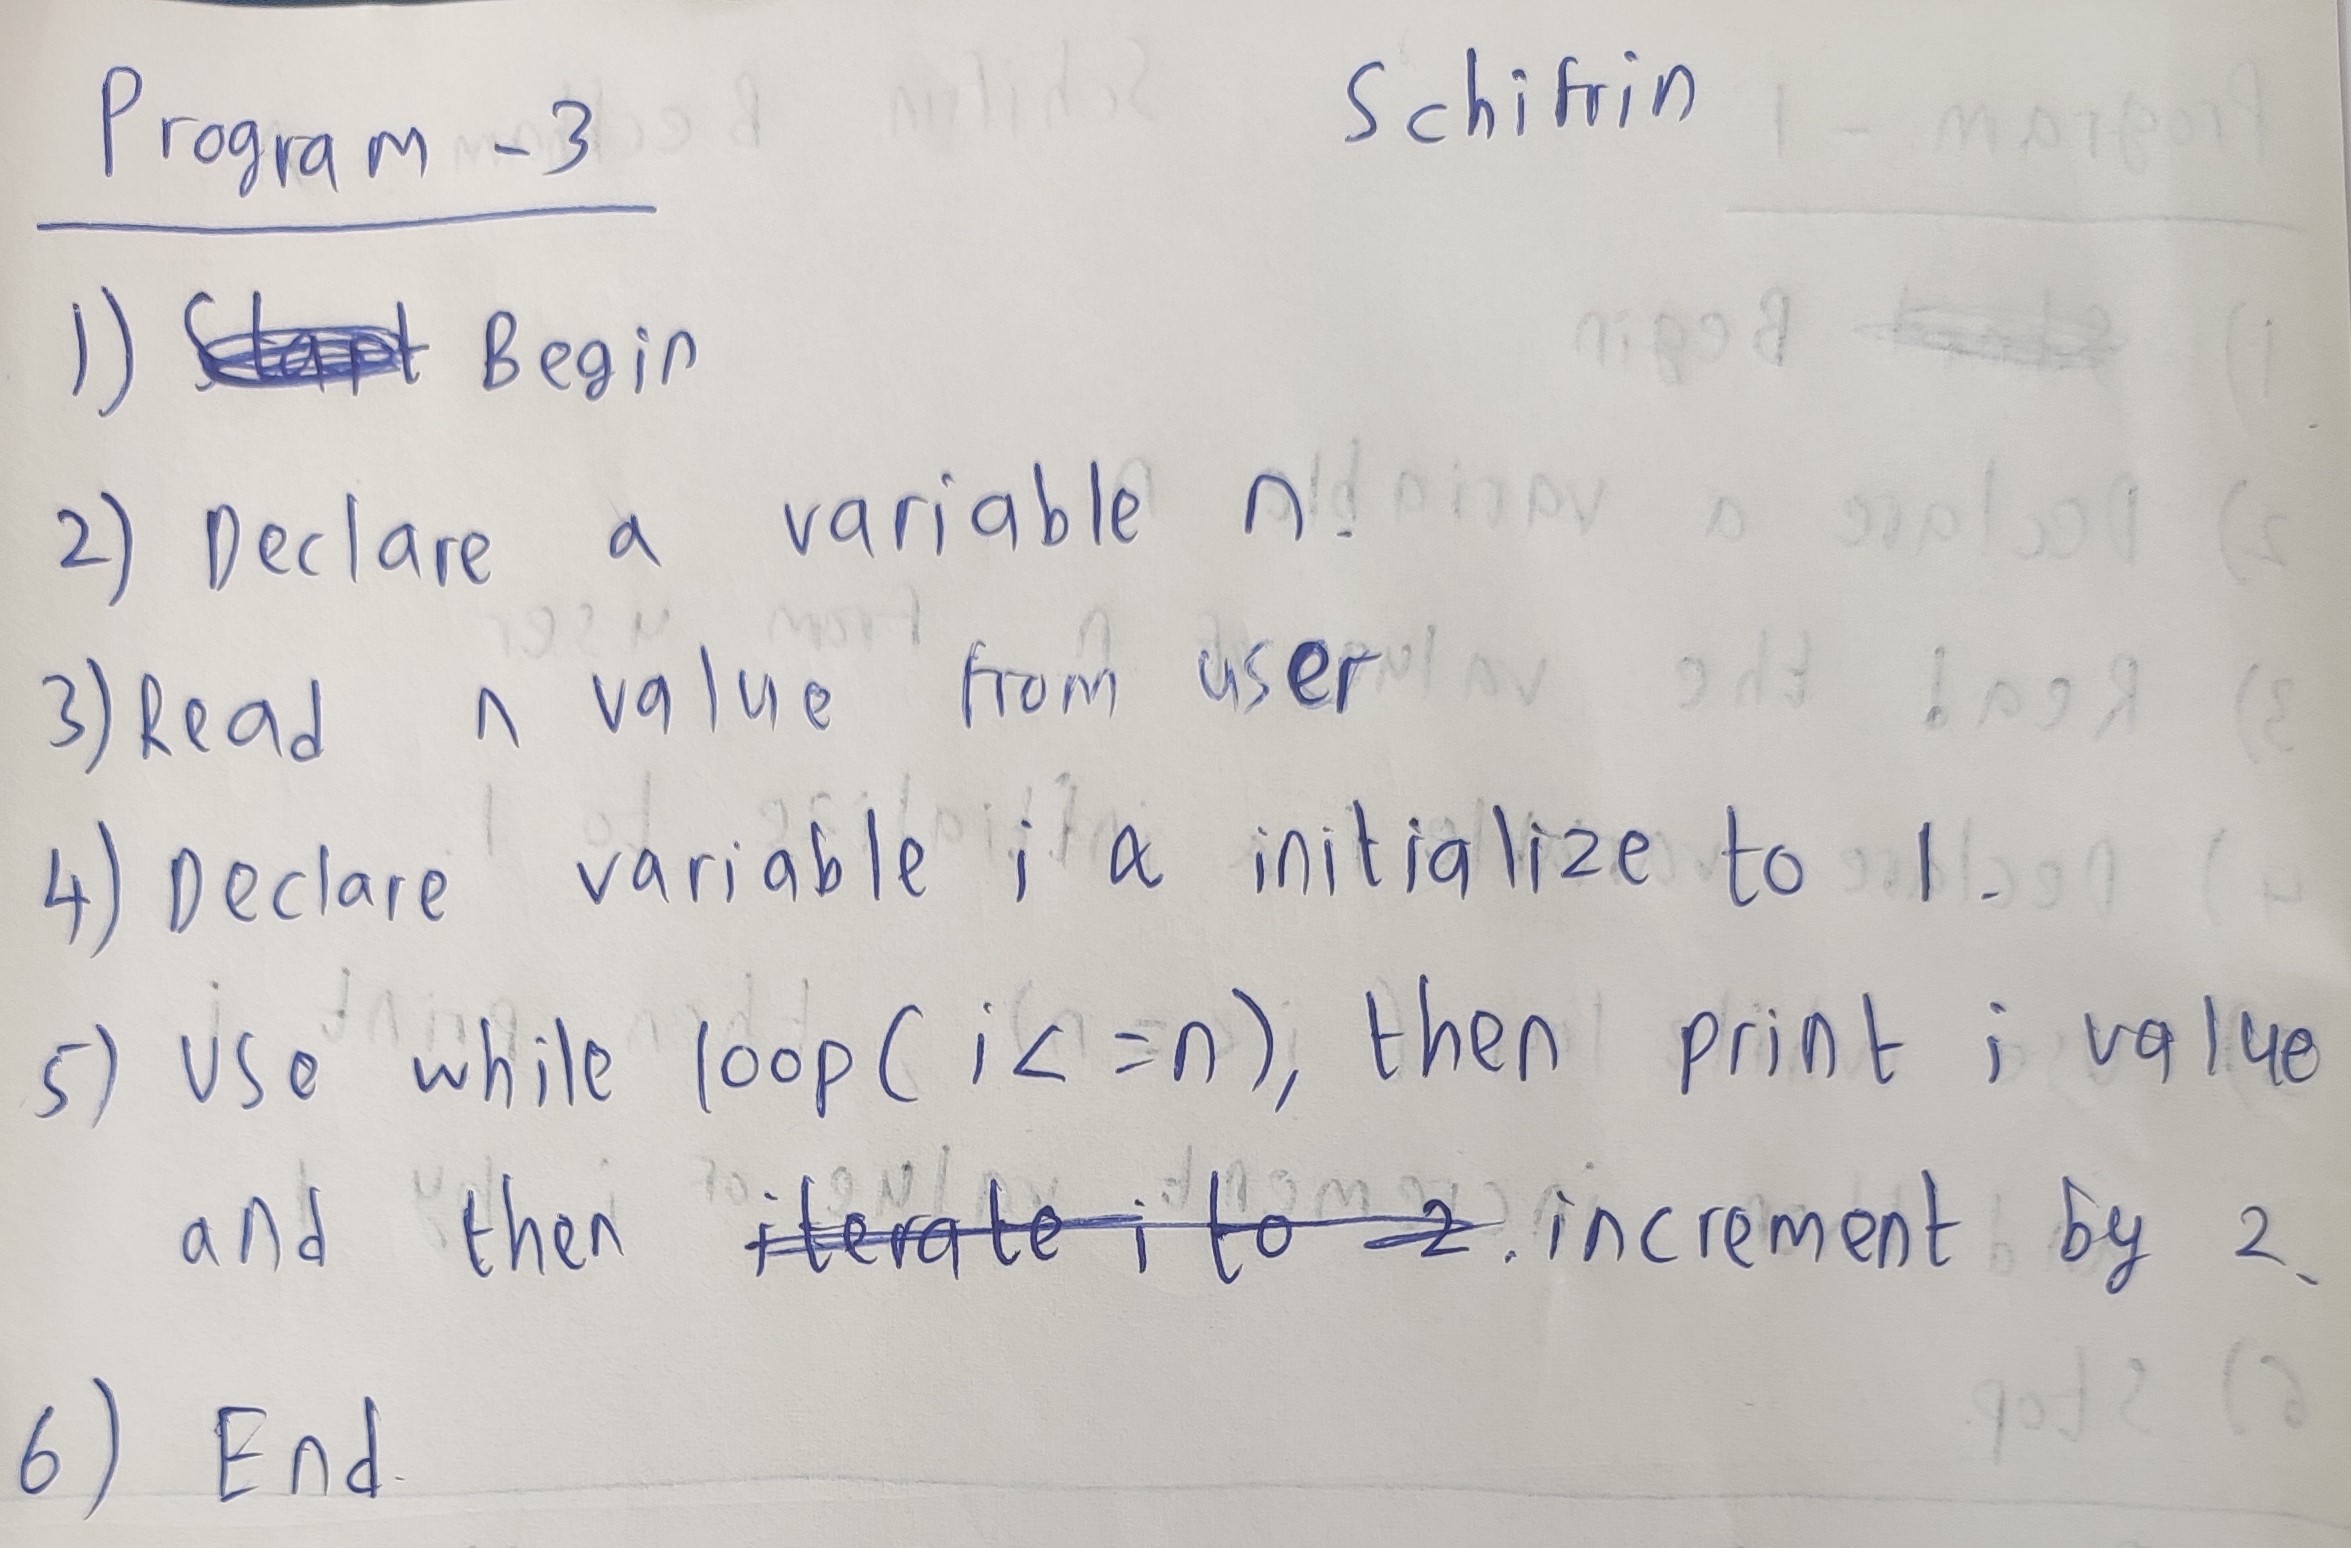 Program - 3
Schifrin
1) Start Begin
2) Declare a variable n.
3) Read n value from user
4) Declare variable i a initialize to 1.
5) Use while loop( i<=n), then print i value
and then iterate i to 2. increment by 2.
6) End.